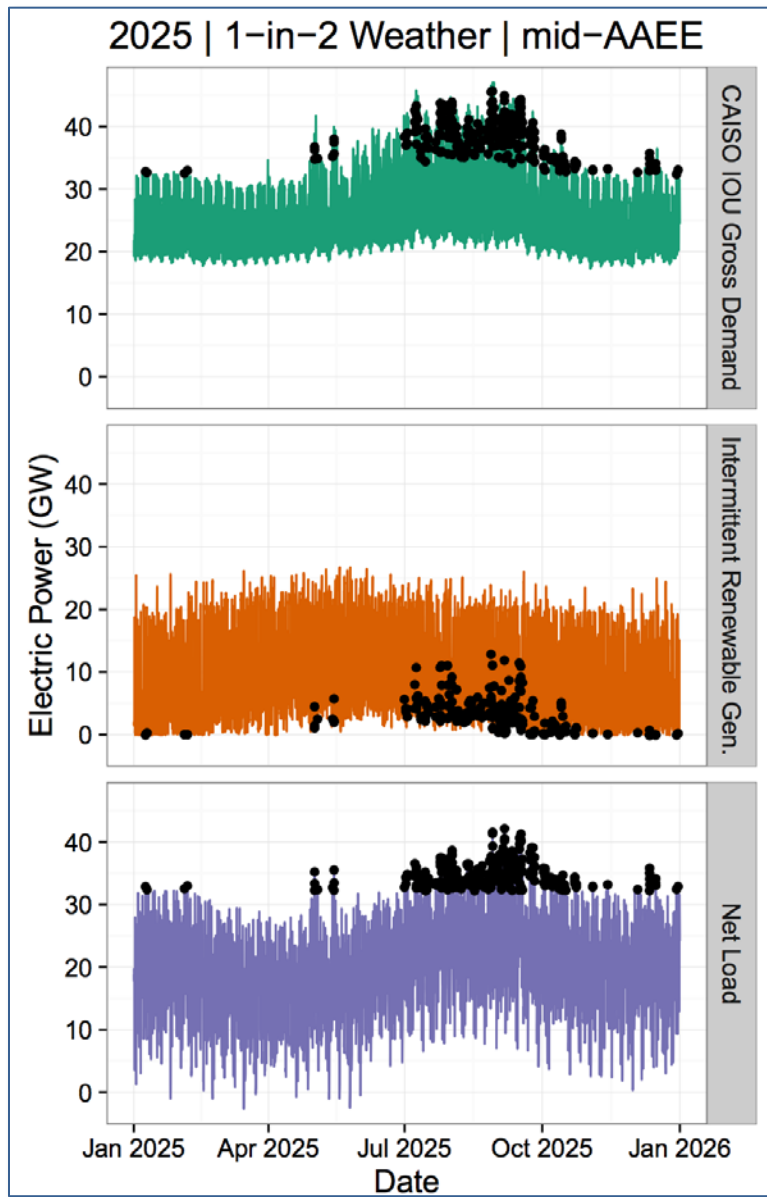 2025 | 1−in−2 Weather | mid−AAEE
Electric Power (GW)
40
30
20
10
0
CAISO IOU Gross Demand
40
30
20
10
0
Intermittent Renewable Gen.
40
30
20
10
0
Net Load
Jan 2025 Apr 2025 Jul 2025 Oct 2025 Jan 2026
Date